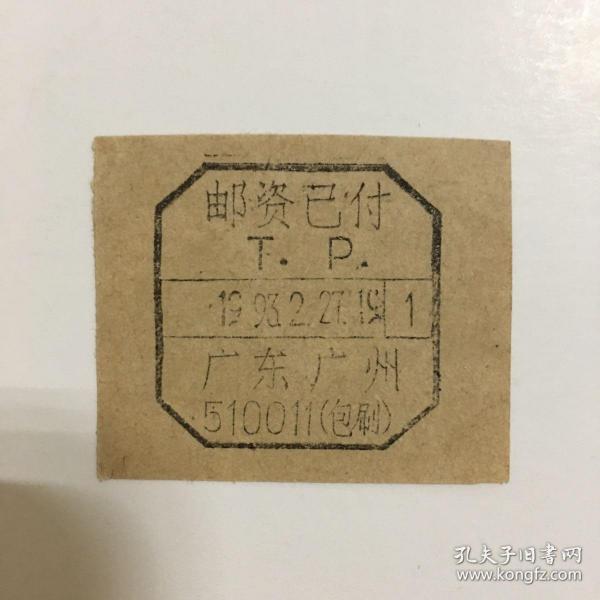 邮资已付
T. P.
19 93.2.27.19 1
广东广州
510011(包刷)
孔夫子旧书网
www.kongfz.com